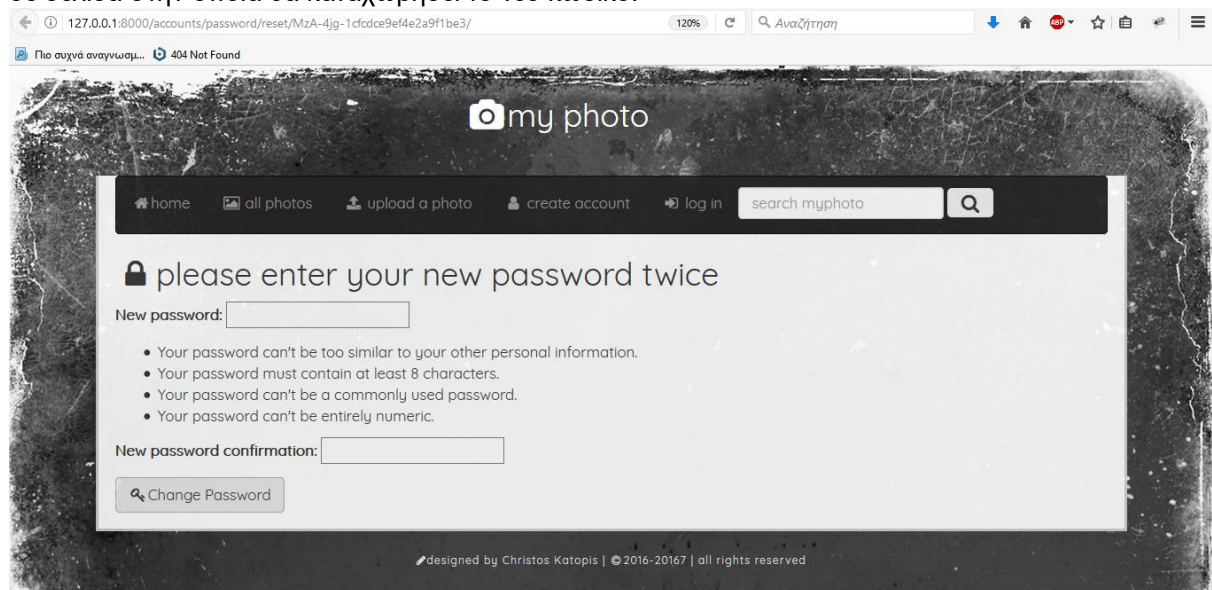 127.0.0.1:8000/accounts/password/reset/MzA-4jg-1cfcdce9ef4e2a9f1be3/ 120% Αναζήτηση ABP
Πιο συχνά αναγνωσμ... 404 Not Found
my photo
home all photos upload a photo create account log in search myphoto
please enter your new password twice
New password:
• Your password can't be too similar to your other personal information.
• Your password must contain at least 8 characters.
• Your password can't be a commonly used password.
• Your password can't be entirely numeric.
New password confirmation:
Change Password
designed by Christos Katopis | © 2016-20167 | all rights reserved